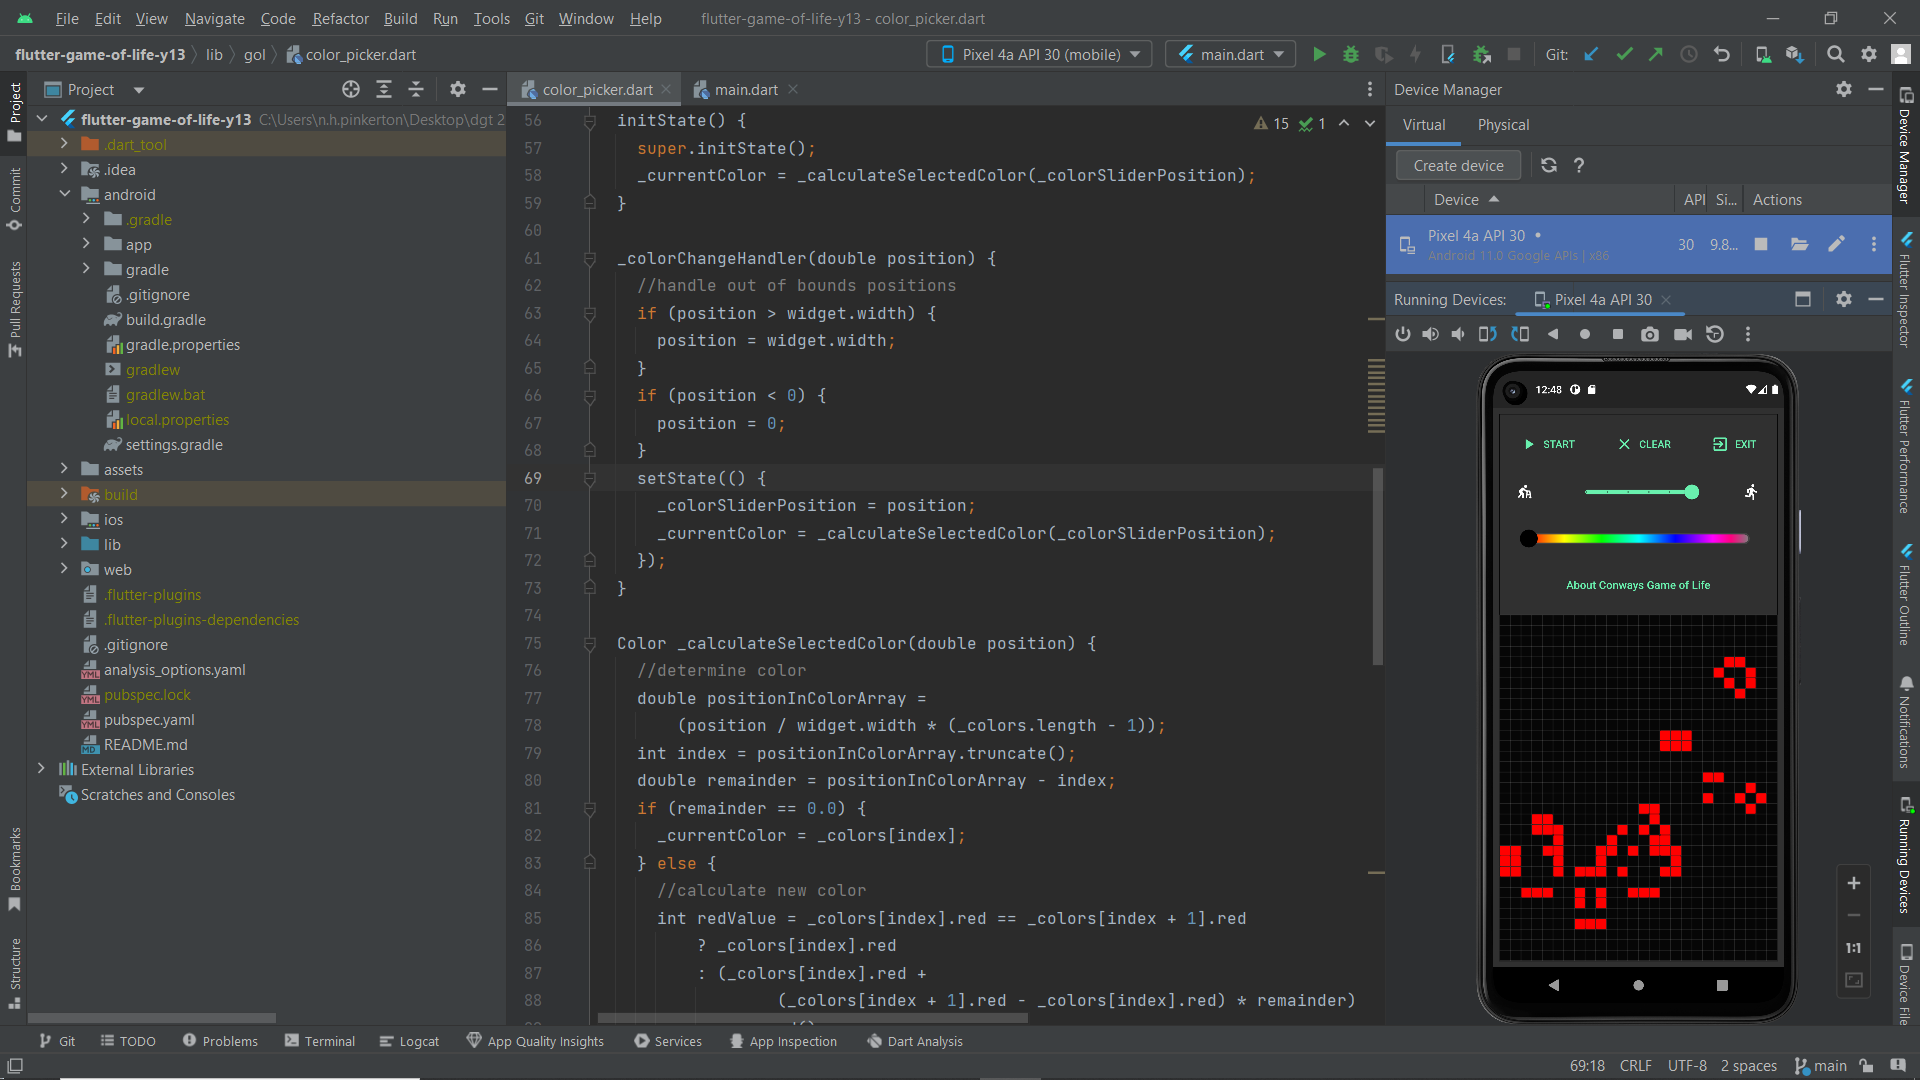 File Edit View Navigate Code Refactor Build Run Tools Git Window Help flutter-game-of-life-y13 - color_picker.dart
flutter-game-of-life-y13 lib gol color_picker.dart Pixel 4a API 30 (mobile) main.dart Git:
Project
Commit
Pull Requests
Bookmarks
Structure
Project
flutter-game-of-life-y13 C:\Users\n.h.pinkerton\Desktop\dgt 2
.dart_tool
.idea
android
.gradle
app
gradle
.gitignore
build.gradle
gradle.properties
gradlew
gradlew.bat
local.properties
settings.gradle
assets
build
ios
lib
web
.flutter-plugins
.flutter-plugins-dependencies
.gitignore
analysis_options.yaml
pubspec.lock
pubspec.yaml
README.md
External Libraries
Scratches and Consoles
color_picker.dart main.dart
15 1
56 initState() {
57 super.initState();
58 _currentColor = _calculateSelectedColor(_colorSliderPosition);
59 }
60
61 _colorChangeHandler(double position) {
62 //handle out of bounds positions
63 if (position > widget.width) {
64 position = widget.width;
65 }
66 if (position < 0) {
67 position = 0;
68 }
69 setState(() {
70 _colorSliderPosition = position;
71 _currentColor = _calculateSelectedColor(_colorSliderPosition);
72 });
73 }
74
75 Color _calculateSelectedColor(double position) {
76 //determine color
77 double positionInColorArray =
78 (position / widget.width * (_colors.length - 1));
79 int index = positionInColorArray.truncate();
80 double remainder = positionInColorArray - index;
81 if (remainder == 0.0) {
82 _currentColor = _colors[index];
83 } else {
84 //calculate new color
85 int redValue = _colors[index].red == _colors[index + 1].red
86 ? _colors[index].red
87 : (_colors[index].red +
88 (_colors[index + 1].red - _colors[index].red) * remainder)
Device Manager
Virtual Physical
Create device ?
Device API Si... Actions
Pixel 4a API 30 30 9.8...
Android 11.0 Google APIs | x86
Running Devices: Pixel 4a API 30
12:48
START CLEAR EXIT
About Conways Game of Life
1:1
Device Manager
Flutter Inspector
Flutter Performance
Flutter Outline
Notifications
Running Devices
Device File
Git TODO Problems Terminal Logcat App Quality Insights Services App Inspection Dart Analysis
69:18 CRLF UTF-8 2 spaces main